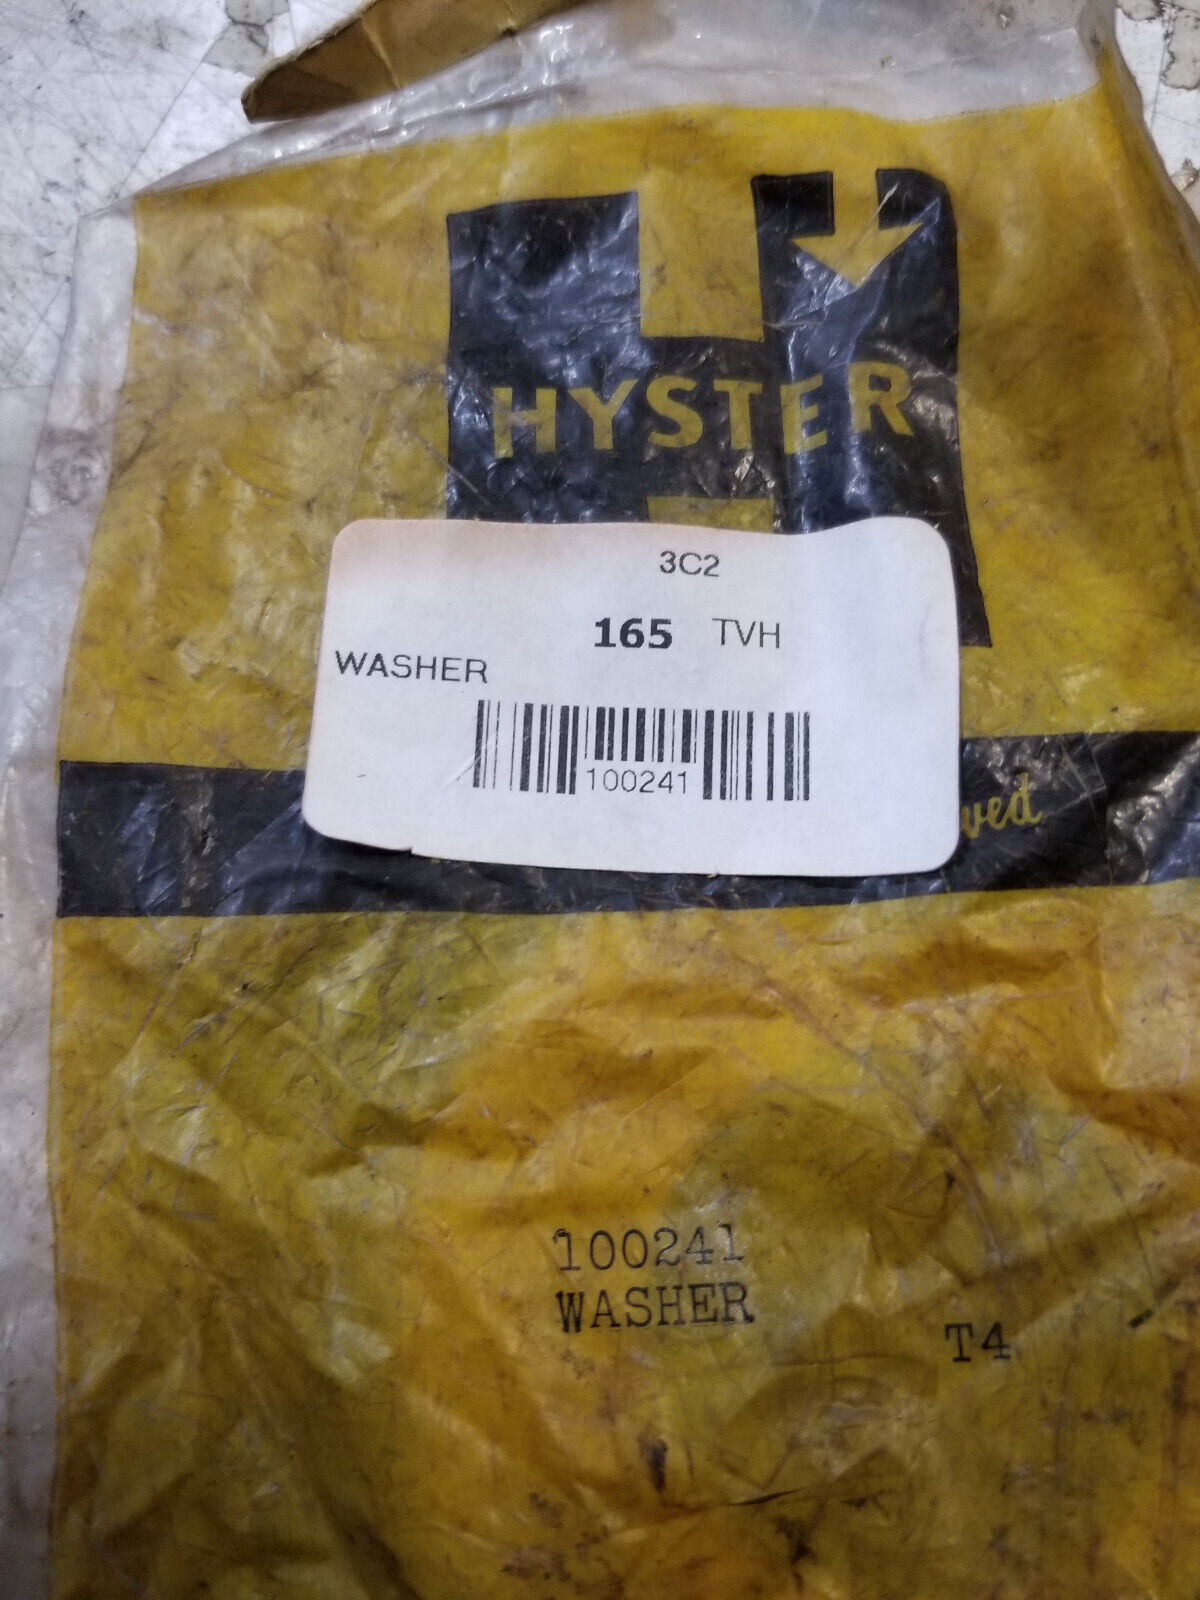 HYSTER
3C2
165 TVH
WASHER
100241
100241
WASHER
T4